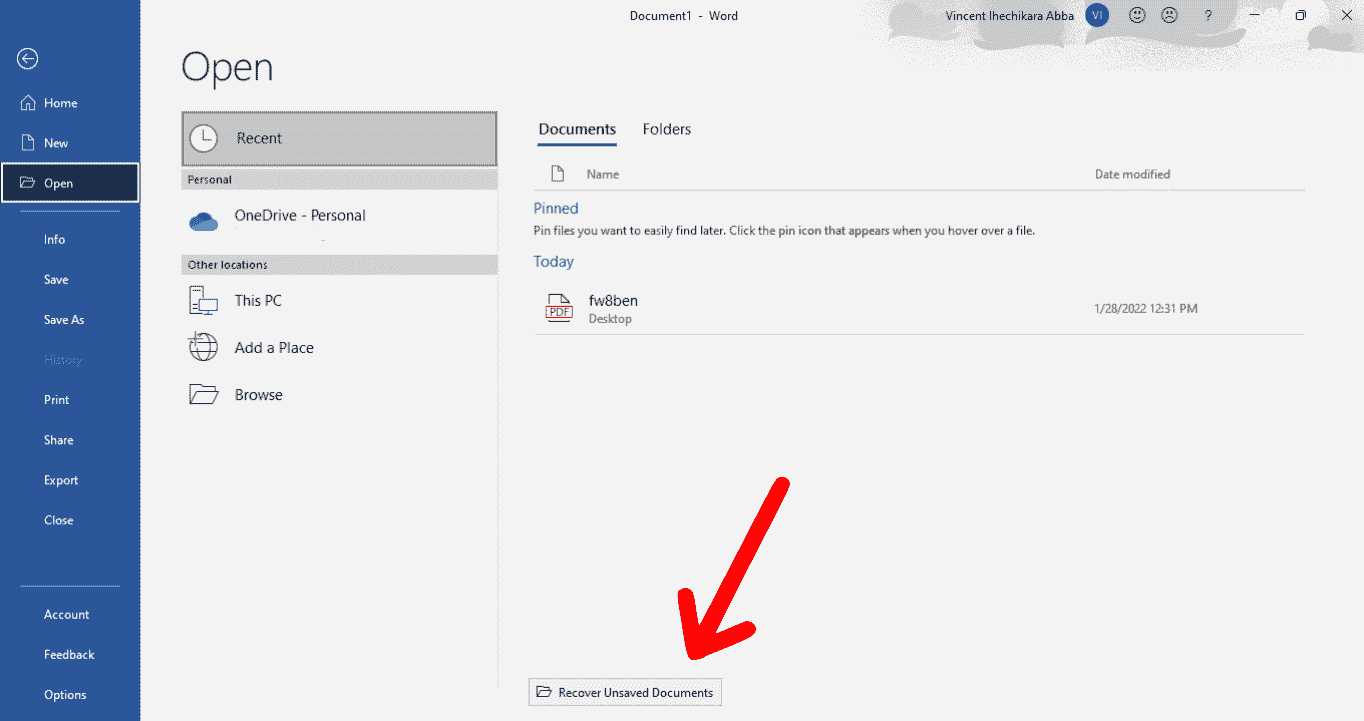 Document1 - Word
Vincent Ihechikara Abba
VI
?
Open
Home
New
Open
Info
Save
Save As
History
Print
Share
Export
Close
Account
Feedback
Options
Recent
Personal
OneDrive - Personal
Other locations
This PC
Add a Place
Browse
Documents Folders
Name Date modified
Pinned
Pin files you want to easily find later. Click the pin icon that appears when you hover over a file.
Today
PDF
fw8ben
Desktop
1/28/2022 12:31 PM
Recover Unsaved Documents